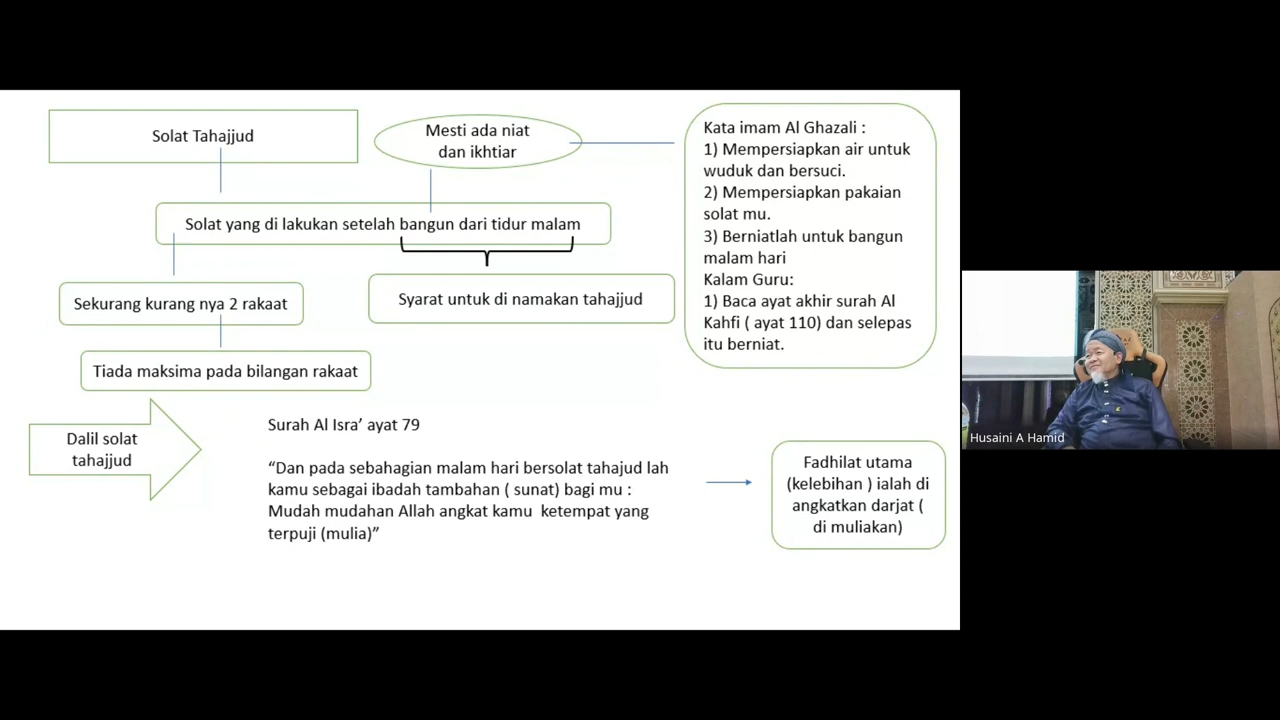 Solat Tahajjud
Mesti ada niat
dan ikhtiar
Kata imam Al Ghazali :
1) Mempersiapkan air untuk
wuduk dan bersuci.
2) Mempersiapkan pakaian
solat mu.
3) Berniatlah untuk bangun
malam hari
Kalam Guru:
1) Baca ayat akhir surah Al
Kahfi ( ayat 110) dan selepas
itu berniat.
Solat yang di lakukan setelah bangun dari tidur malam
Sekurang kurang nya 2 rakaat
Syarat untuk di namakan tahajjud
Tiada maksima pada bilangan rakaat
Dalil solat
tahajjud
Surah Al Isra’ ayat 79
“Dan pada sebahagian malam hari bersolat tahajud lah
kamu sebagai ibadah tambahan ( sunat) bagi mu :
Mudah mudahan Allah angkat kamu  ketempat yang
terpuji (mulia)”
Fadhilat utama
(kelebihan ) ialah di
angkatkan darjat (
di muliakan)
Husaini A Hamid